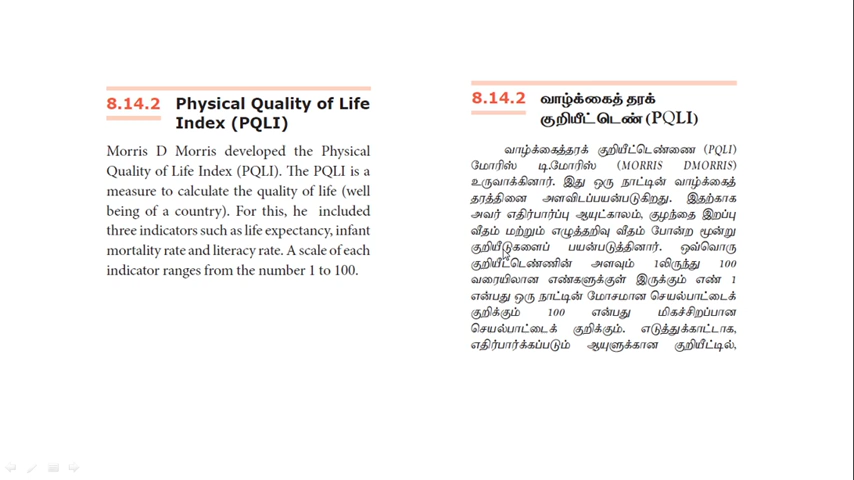 8.14.2 Physical Quality of Life
Index (PQLI)
Morris D Morris developed the Physical
Quality of Life Index (PQLI). The PQLI is a
measure to calculate the quality of life (well
being of a country). For this, he included
three indicators such as life expectancy, infant
mortality rate and literacy rate. A scale of each
indicator ranges from the number 1 to 100.
8.14.2 வாழ்க்கைத் தரக்
குறியீட்டெண் (PQLI)
வாழ்க்கைத்தரக் குறியீட்டெண்ணை (PQLI)
மோரிஸ் டி.மோரிஸ் (MORRIS DMORRIS)
உருவாக்கினார். இது ஒரு நாட்டின் வாழ்க்கைத்
தரத்தினை அளவிடப்பயன்படுகிறது. இதற்காக
அவர் எதிர்பார்ப்பு ஆயுட்காலம், குழந்தை இறப்பு
வீதம் மற்றும் எழுத்தறிவு வீதம் போன்ற மூன்று
குறியீடுகளைப் பயன்படுத்தினார். ஒவ்வொரு
குறியீட்டெண்ணின் அளவும் 1லிருந்து 100
வரையிலான எண்களுக்குள் இருக்கும் எண் 1
என்பது ஒரு நாட்டின் மோசமான செயல்பாட்டைக்
குறிக்கும் 100 என்பது மிகச்சிறப்பான
செயல்பாட்டைக் குறிக்கும். எடுத்துக்காட்டாக,
எதிர்பார்க்கப்படும் ஆயுளுக்கான குறியீட்டில்,